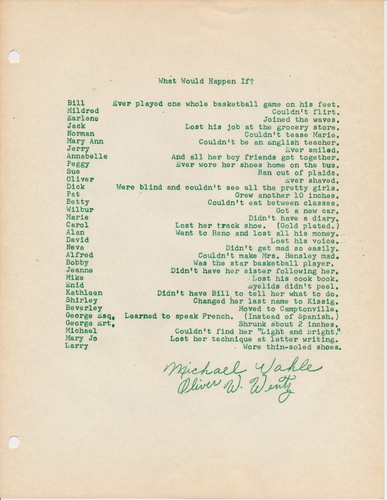 What Would Happen If?
Bill Ever played one whole basketball game on his feet.
Mildred Couldn't flirt.
Earlene Joined the waves.
Jack Lost his job at the grocery store.
Norman Couldn't tease Marie.
Mary Ann Couldn't be an english teacher.
Jerry Ever smiled.
Annabelle And all her boy friends got together.
Peggy Ever wore her shoes home on the bus.
Sue Ran out of plaids.
Oliver Ever shaved.
Dick Were blind and couldn't see all the pretty girls.
Pat Grew another 10 inches.
Betty Couldn't eat between classes.
Wilbur Got a new car.
Marie Didn't have a diary.
Carol Lost her track shoe. (Gold plated.)
Alan Went to Reno and lost all his money.
David Lost his voice.
Neva Didn't get mad so easily.
Alfred Couldn't make Mrs. Hensley mad.
Bobby Was the star basketball player.
Jeanne Didn't have her sister following her.
Mike Lost his cook book.
Enid Eyelids didn't peel.
Kathleen Didn't have Bill to tell her what to do.
Shirley Changed her last name to Kissig.
Beverley Moved to Camptonville.
George Esq. Learned to speak French. (Instead of Spanish.)
George Ert. Shrunk about 2 inches.
Michael Couldn't find her "Light and Bright."
Mary Jo Lost her technique at letter writing.
Larry Wore thin-soled shoes.
Michael Wahle
Oliver W. Wentz